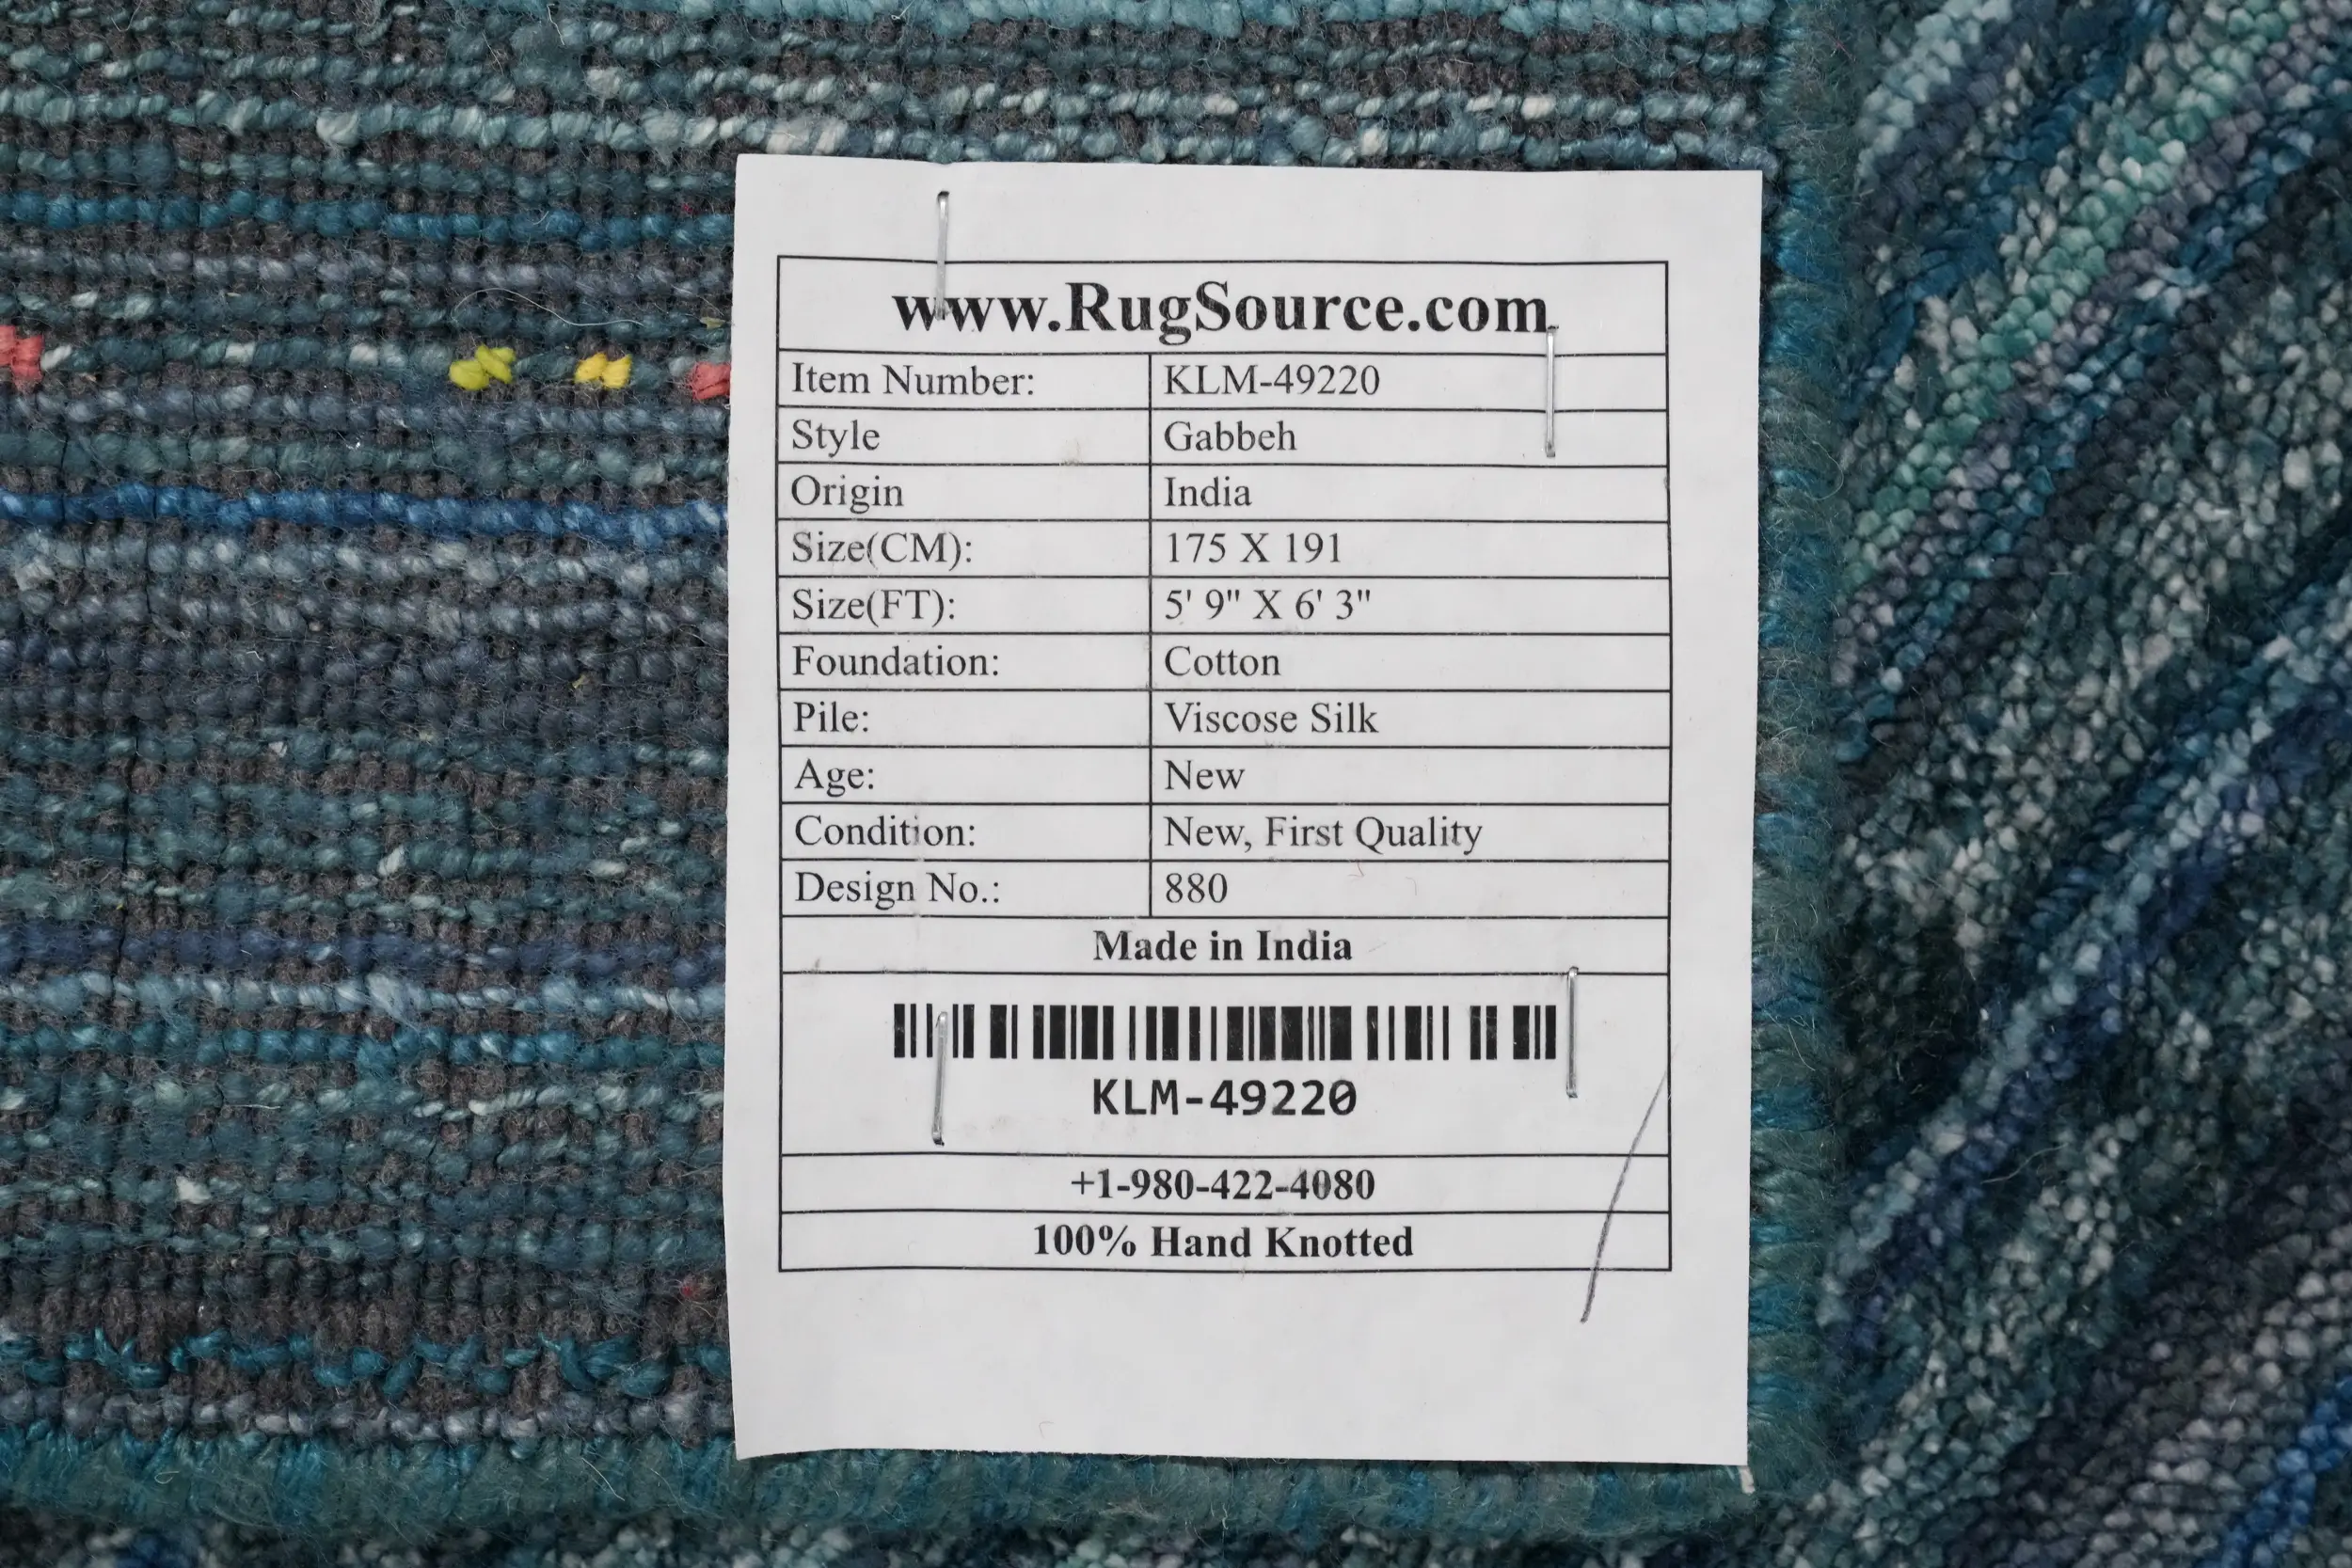 www.RugSource.com
Item Number: KLM-49220
Style Gabbeh
Origin India
Size(CM): 175 X 191
Size(FT): 5' 9" X 6' 3"
Foundation: Cotton
Pile: Viscose Silk
Age: New
Condition: New, First Quality
Design No.: 880
Made in India
KLM-49220
+1-980-422-4080
100% Hand Knotted